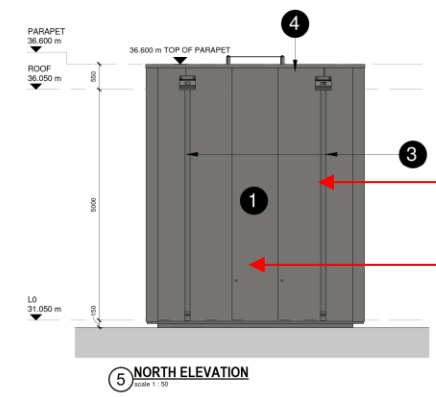 PARAPET
36.600 m
36.600 m TOP OF PARAPET
4
ROOF
36.050 m
550
3
5000
1
L0
31.050 m
150
5 NORTH ELEVATION
scale 1 : 50